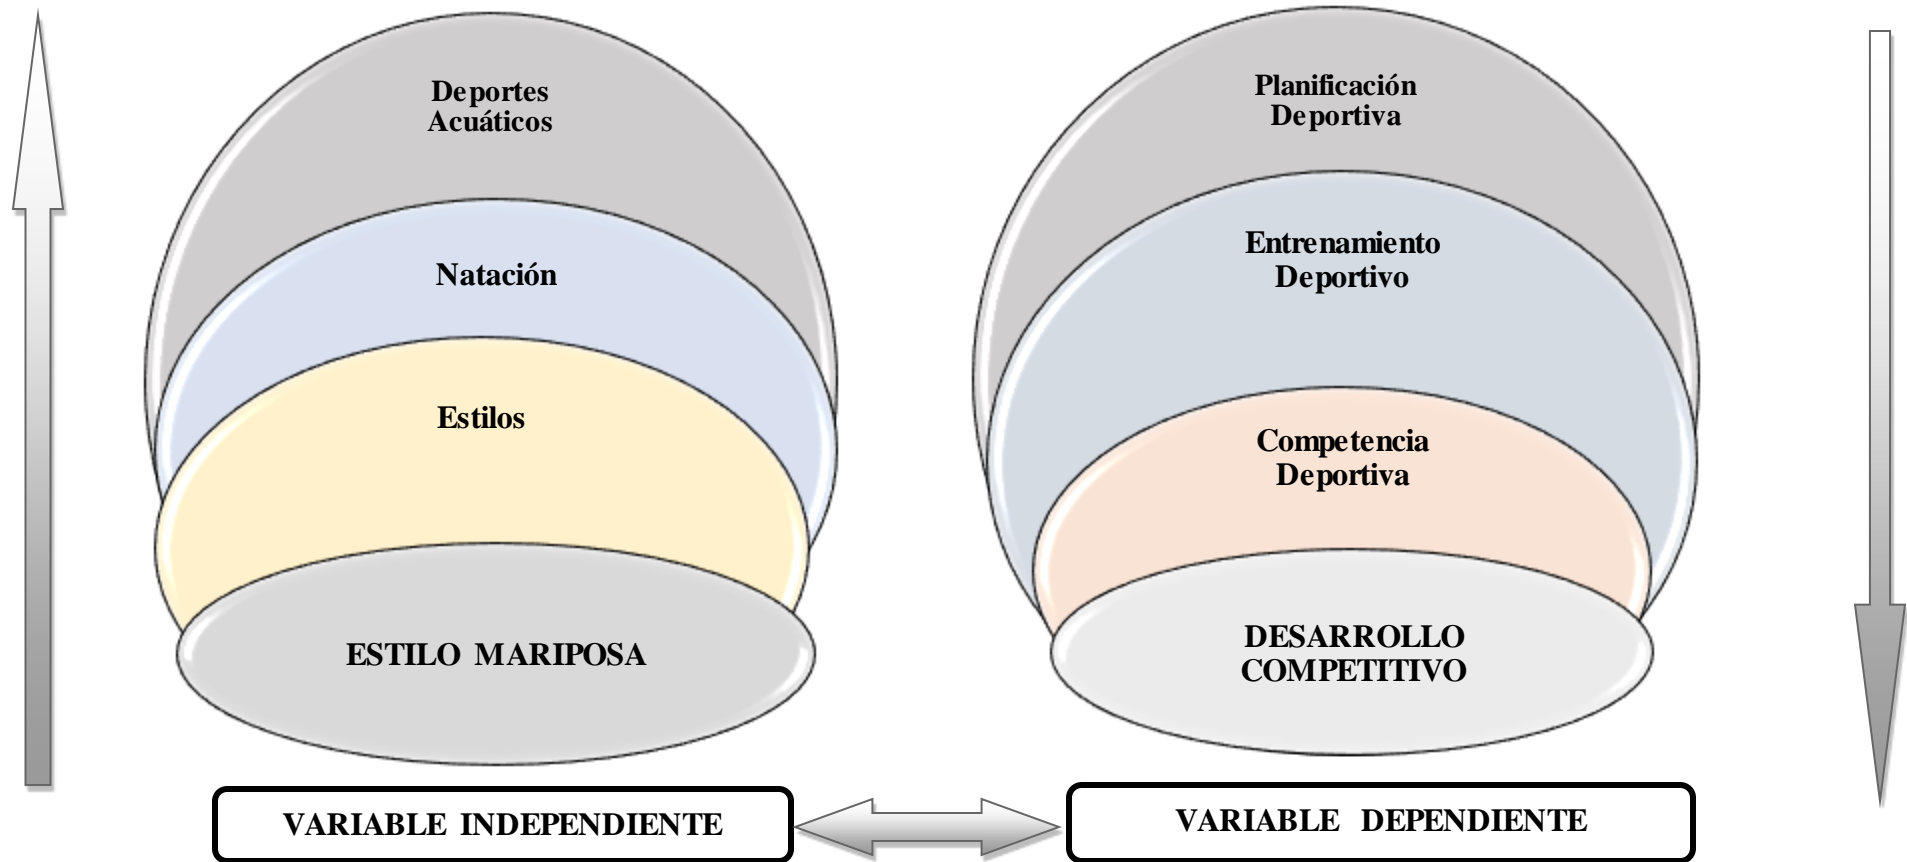 Deportes
Acuáticos
Natación
Estilos
ESTILO MARIPOSA
VARIABLE INDEPENDIENTE
Planificación
Deportiva
Entrenamiento
Deportivo
Competencia
Deportiva
DESARROLLO
COMPETITIVO
VARIABLE DEPENDIENTE